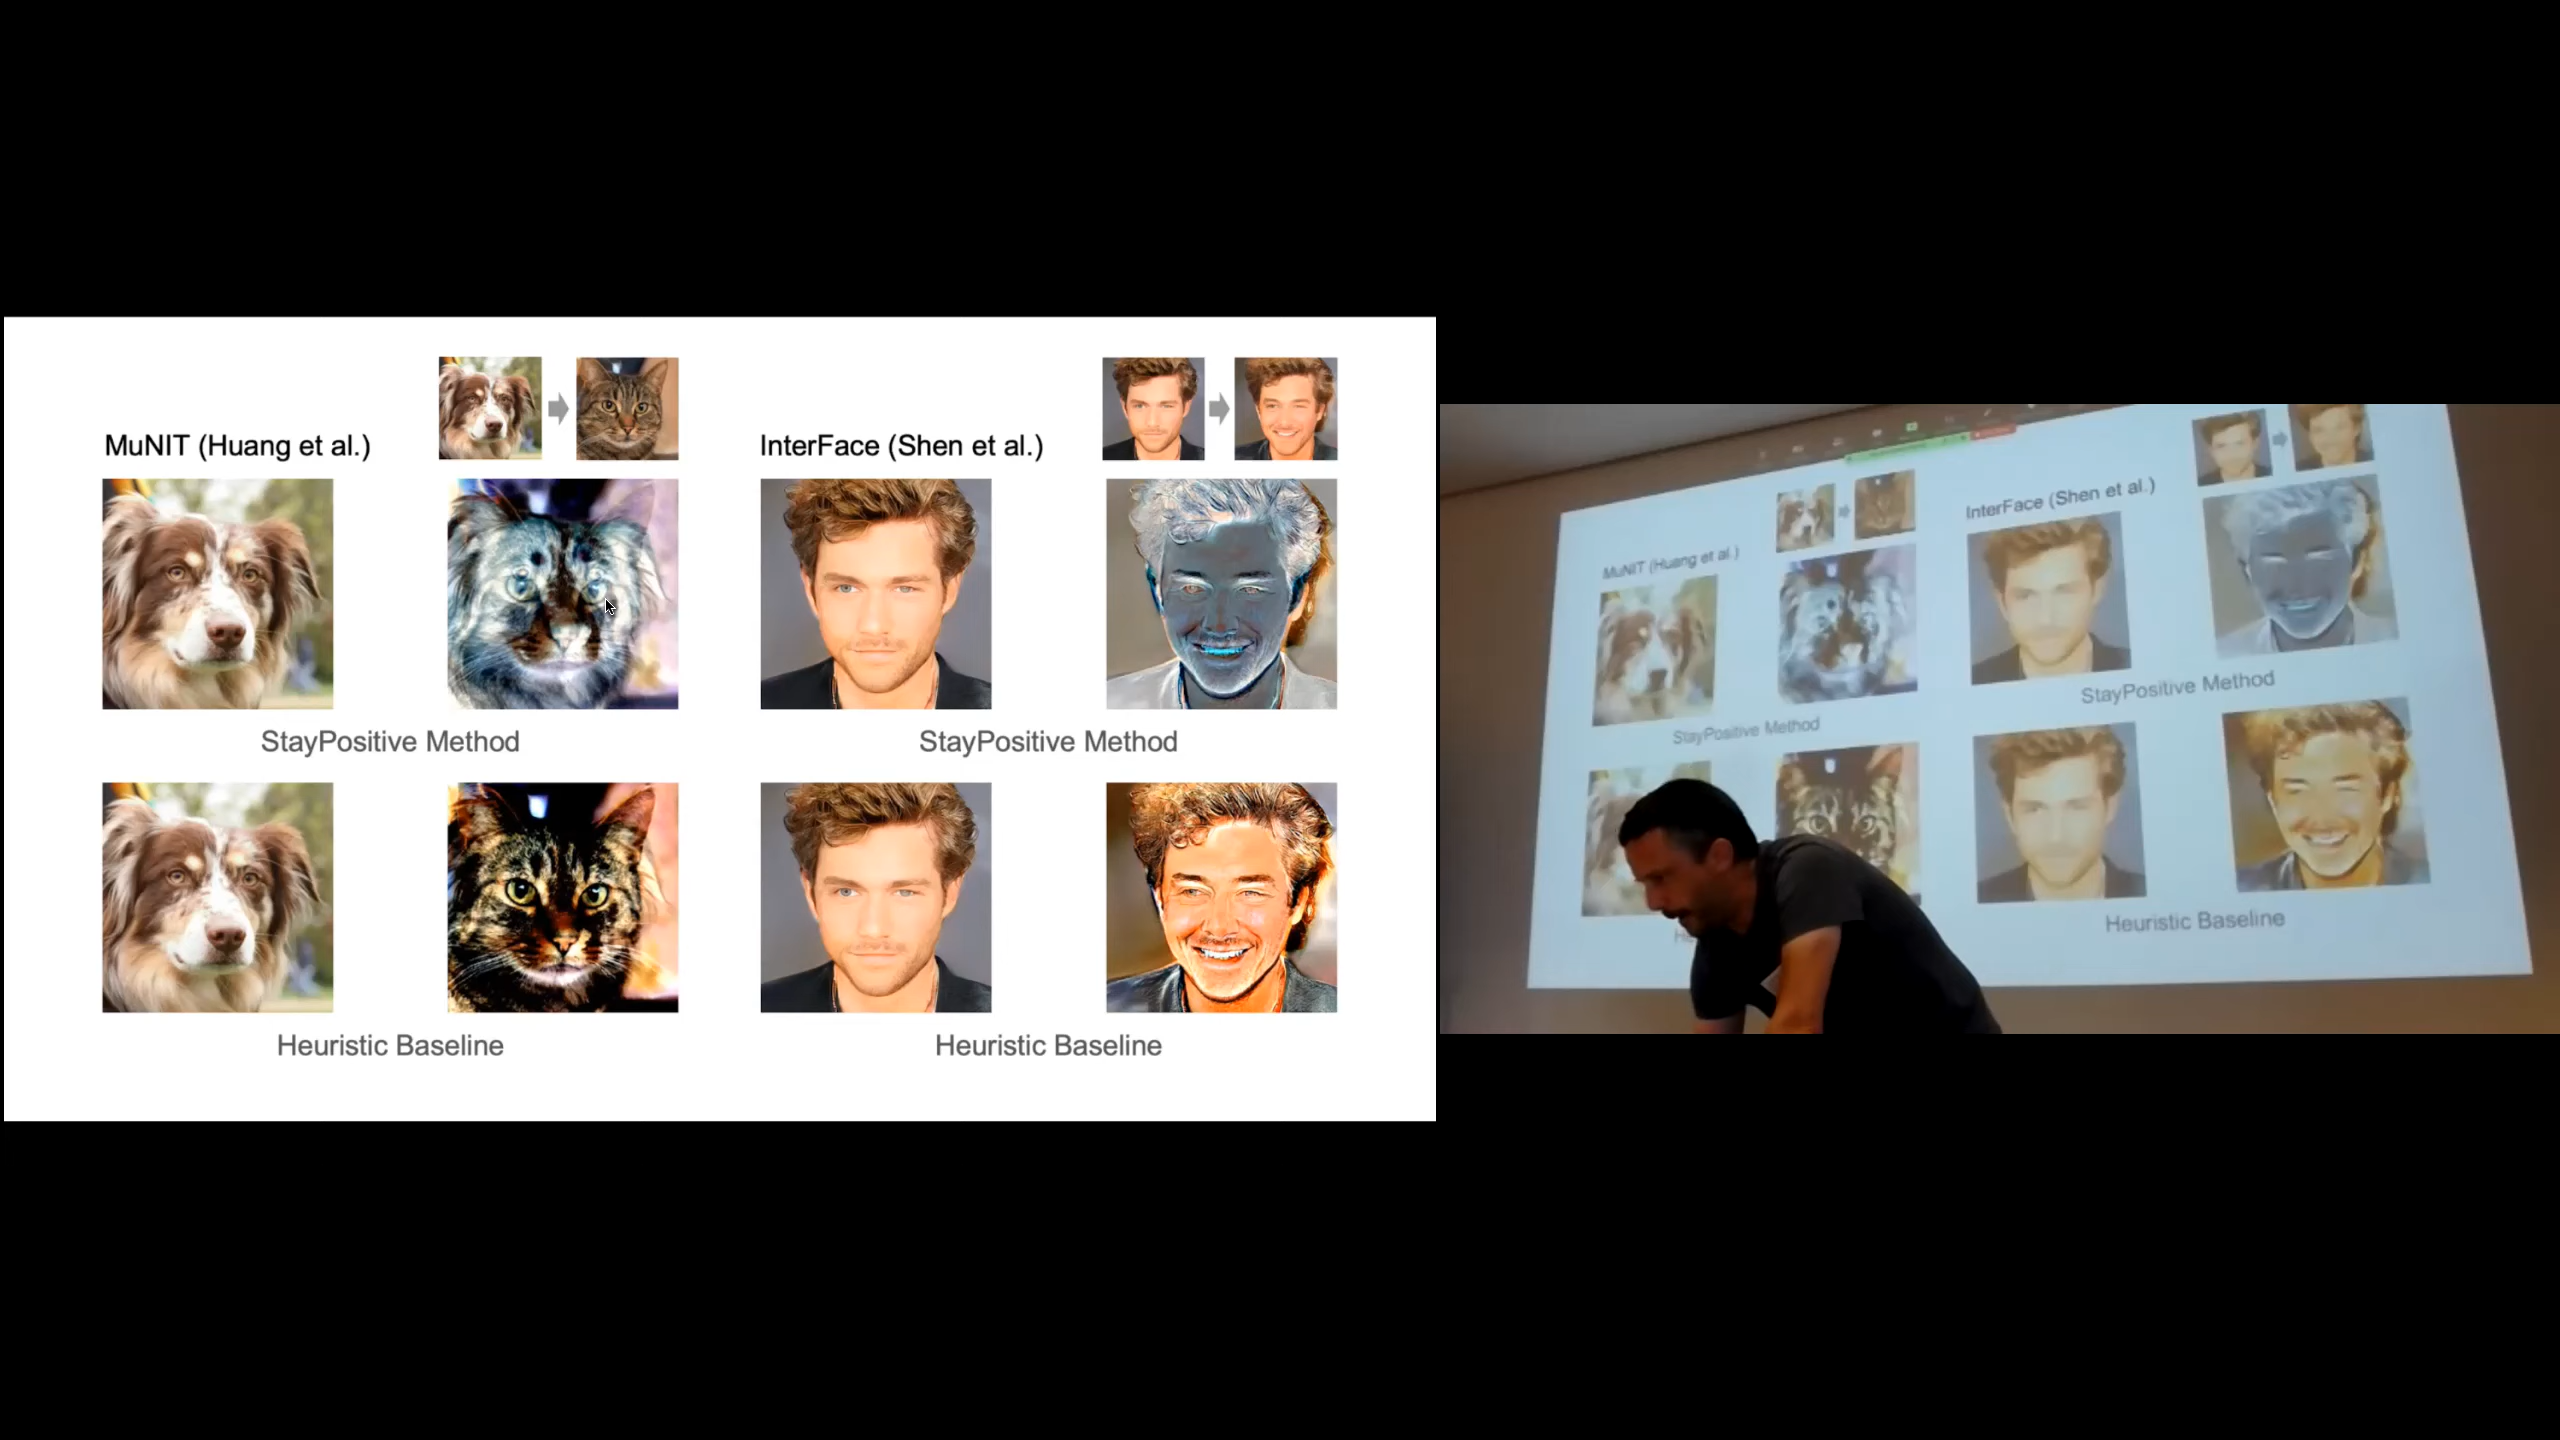 MuNIT (Huang et al.)
InterFace (Shen et al.)
StayPositive Method
StayPositive Method
Heuristic Baseline
Heuristic Baseline
InterFace (Shen et al.)
MuNIT (Huang et al.)
StayPositive Method
StayPositive Method
Heuristic Baseline